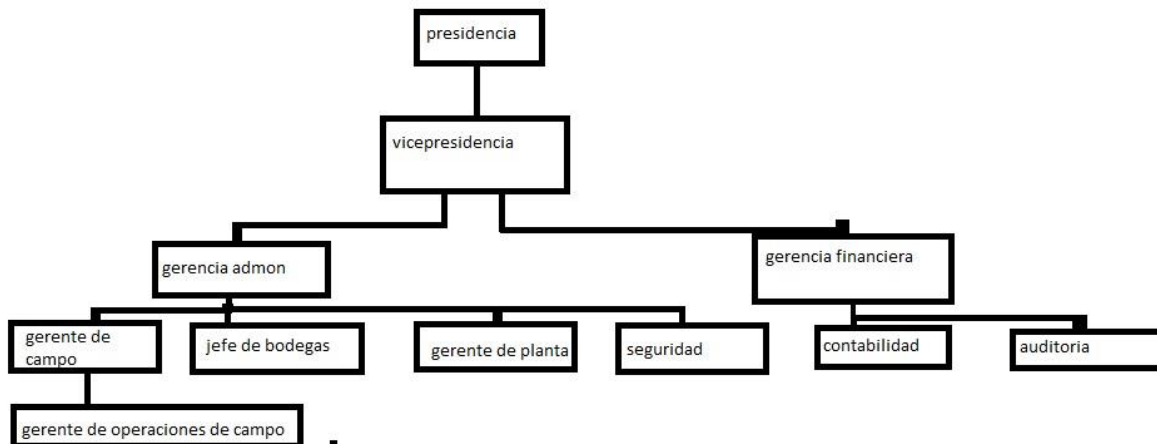 presidencia
vicepresidencia
gerencia admon
gerencia financiera
gerente de
campo
jefe de bodegas
gerente de planta
seguridad
contabilidad
auditoria
gerente de operaciones de campo